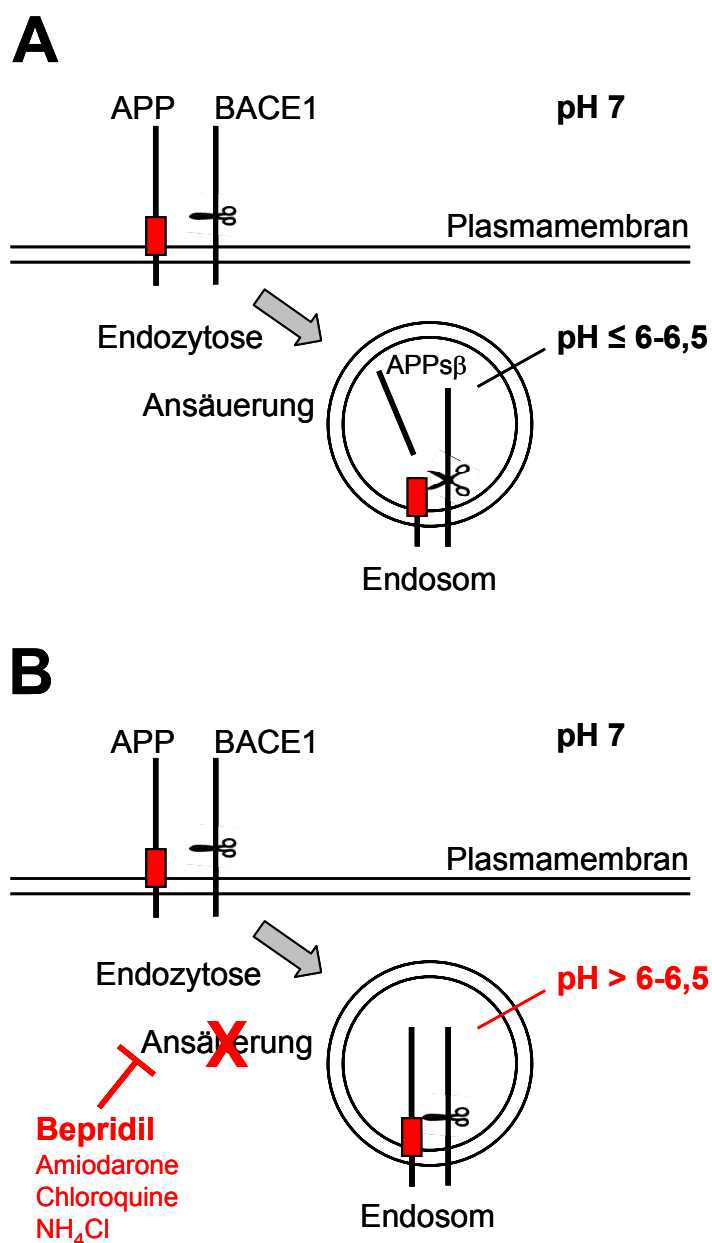 A
APP BACE1 pH 7
Plasmamembran
Endozytose
pH ≤ 6-6,5
APPsβ
Ansäuerung
Endosom
B
APP BACE1 pH 7
Plasmamembran
Endozytose
pH > 6-6,5
Ansäuerung
X
Bepridil
Amiodarone
Chloroquine
NH₄Cl
Endosom